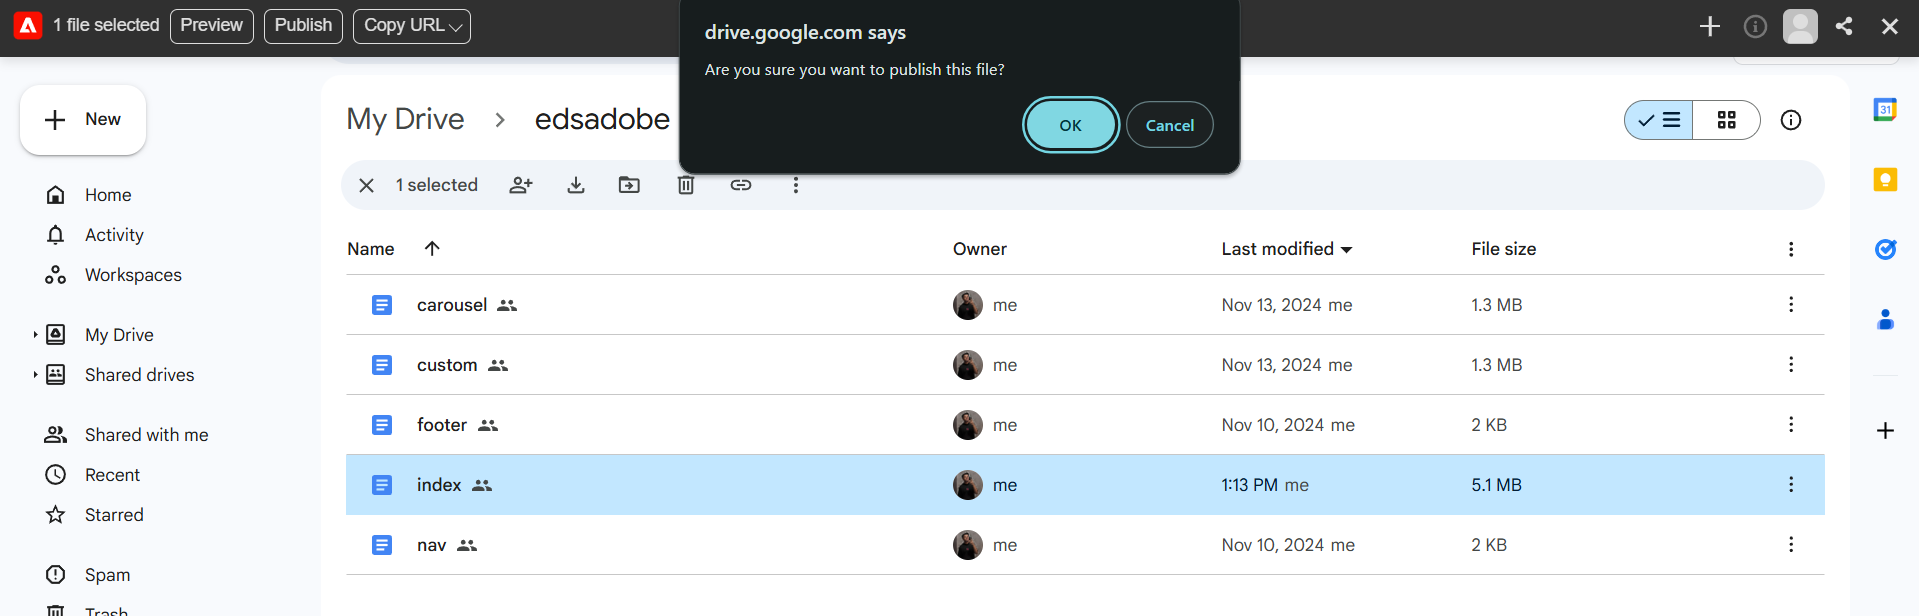 1 file selected Preview Publish Copy URL
drive.google.com says
Are you sure you want to publish this file?
OK Cancel
New
My Drive > edsadobe
31
1 selected
Home
Activity
Workspaces
My Drive
Shared drives
Shared with me
Recent
Starred
Spam
Trash
Name Owner Last modified File size
carousel me Nov 13, 2024 me 1.3 MB
custom me Nov 13, 2024 me 1.3 MB
footer me Nov 10, 2024 me 2 KB
index me 1:13 PM me 5.1 MB
nav me Nov 10, 2024 me 2 KB